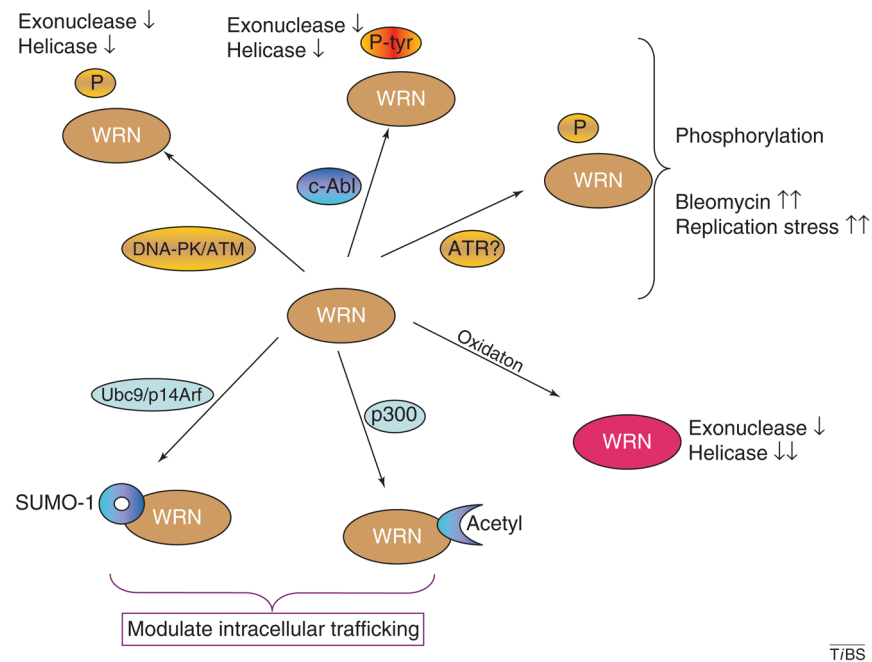 Exonuclease ↓
Helicase ↓
P
WRN
Exonuclease ↓
Helicase ↓
P-tyr
WRN
P
WRN
Phosphorylation
Bleomycin ↑↑
Replication stress ↑↑
c-Abl
DNA-PK/ATM
ATR?
WRN
Oxidaton
Ubc9/p14Arf
p300
WRN
Exonuclease ↓
Helicase ↓↓
SUMO-1
WRN
WRN
Acetyl
Modulate intracellular trafficking
TiBS